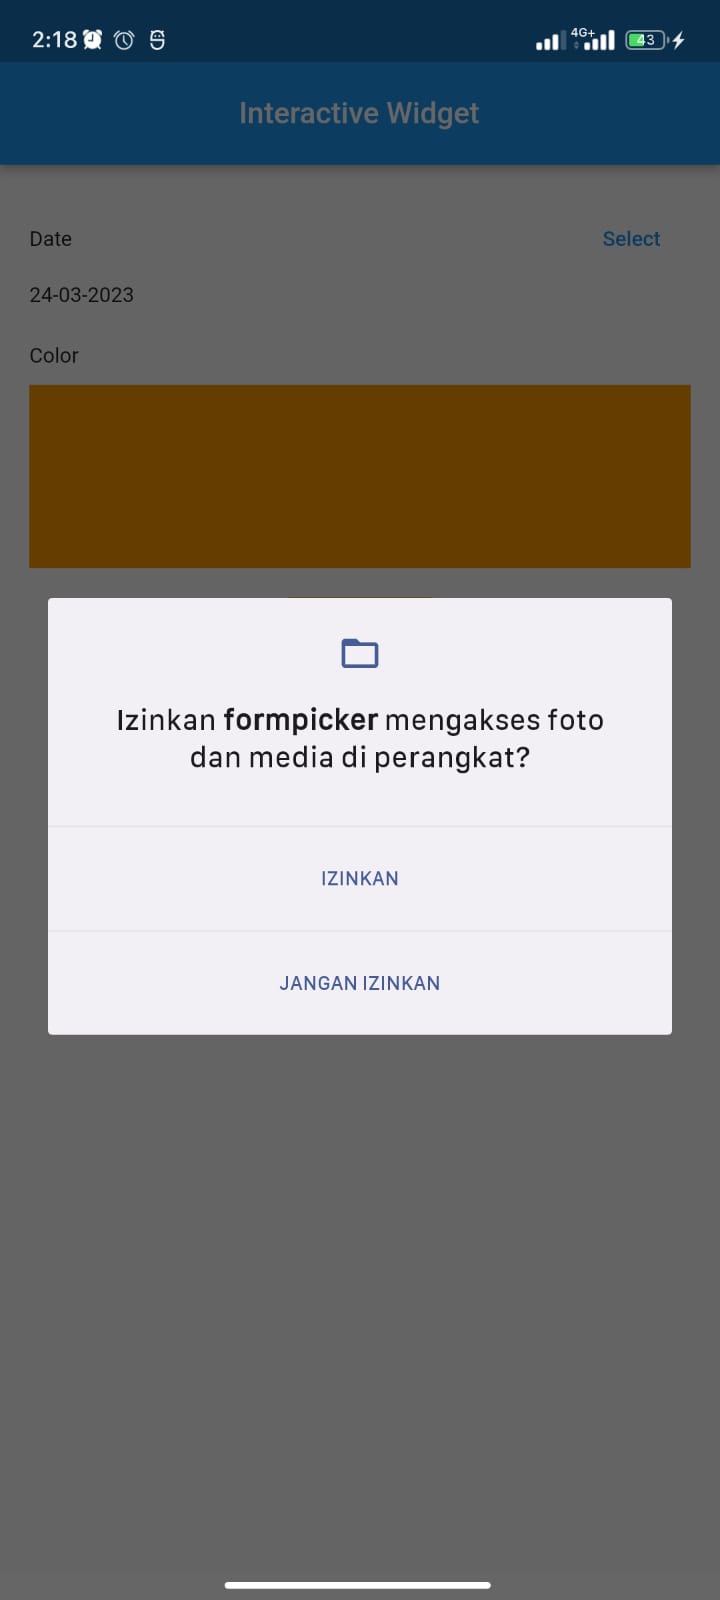 2:18
4G+
43
Interactive Widget
Date
Select
24-03-2023
Color
Izinkan formpicker mengakses foto
dan media di perangkat?
IZINKAN
JANGAN IZINKAN